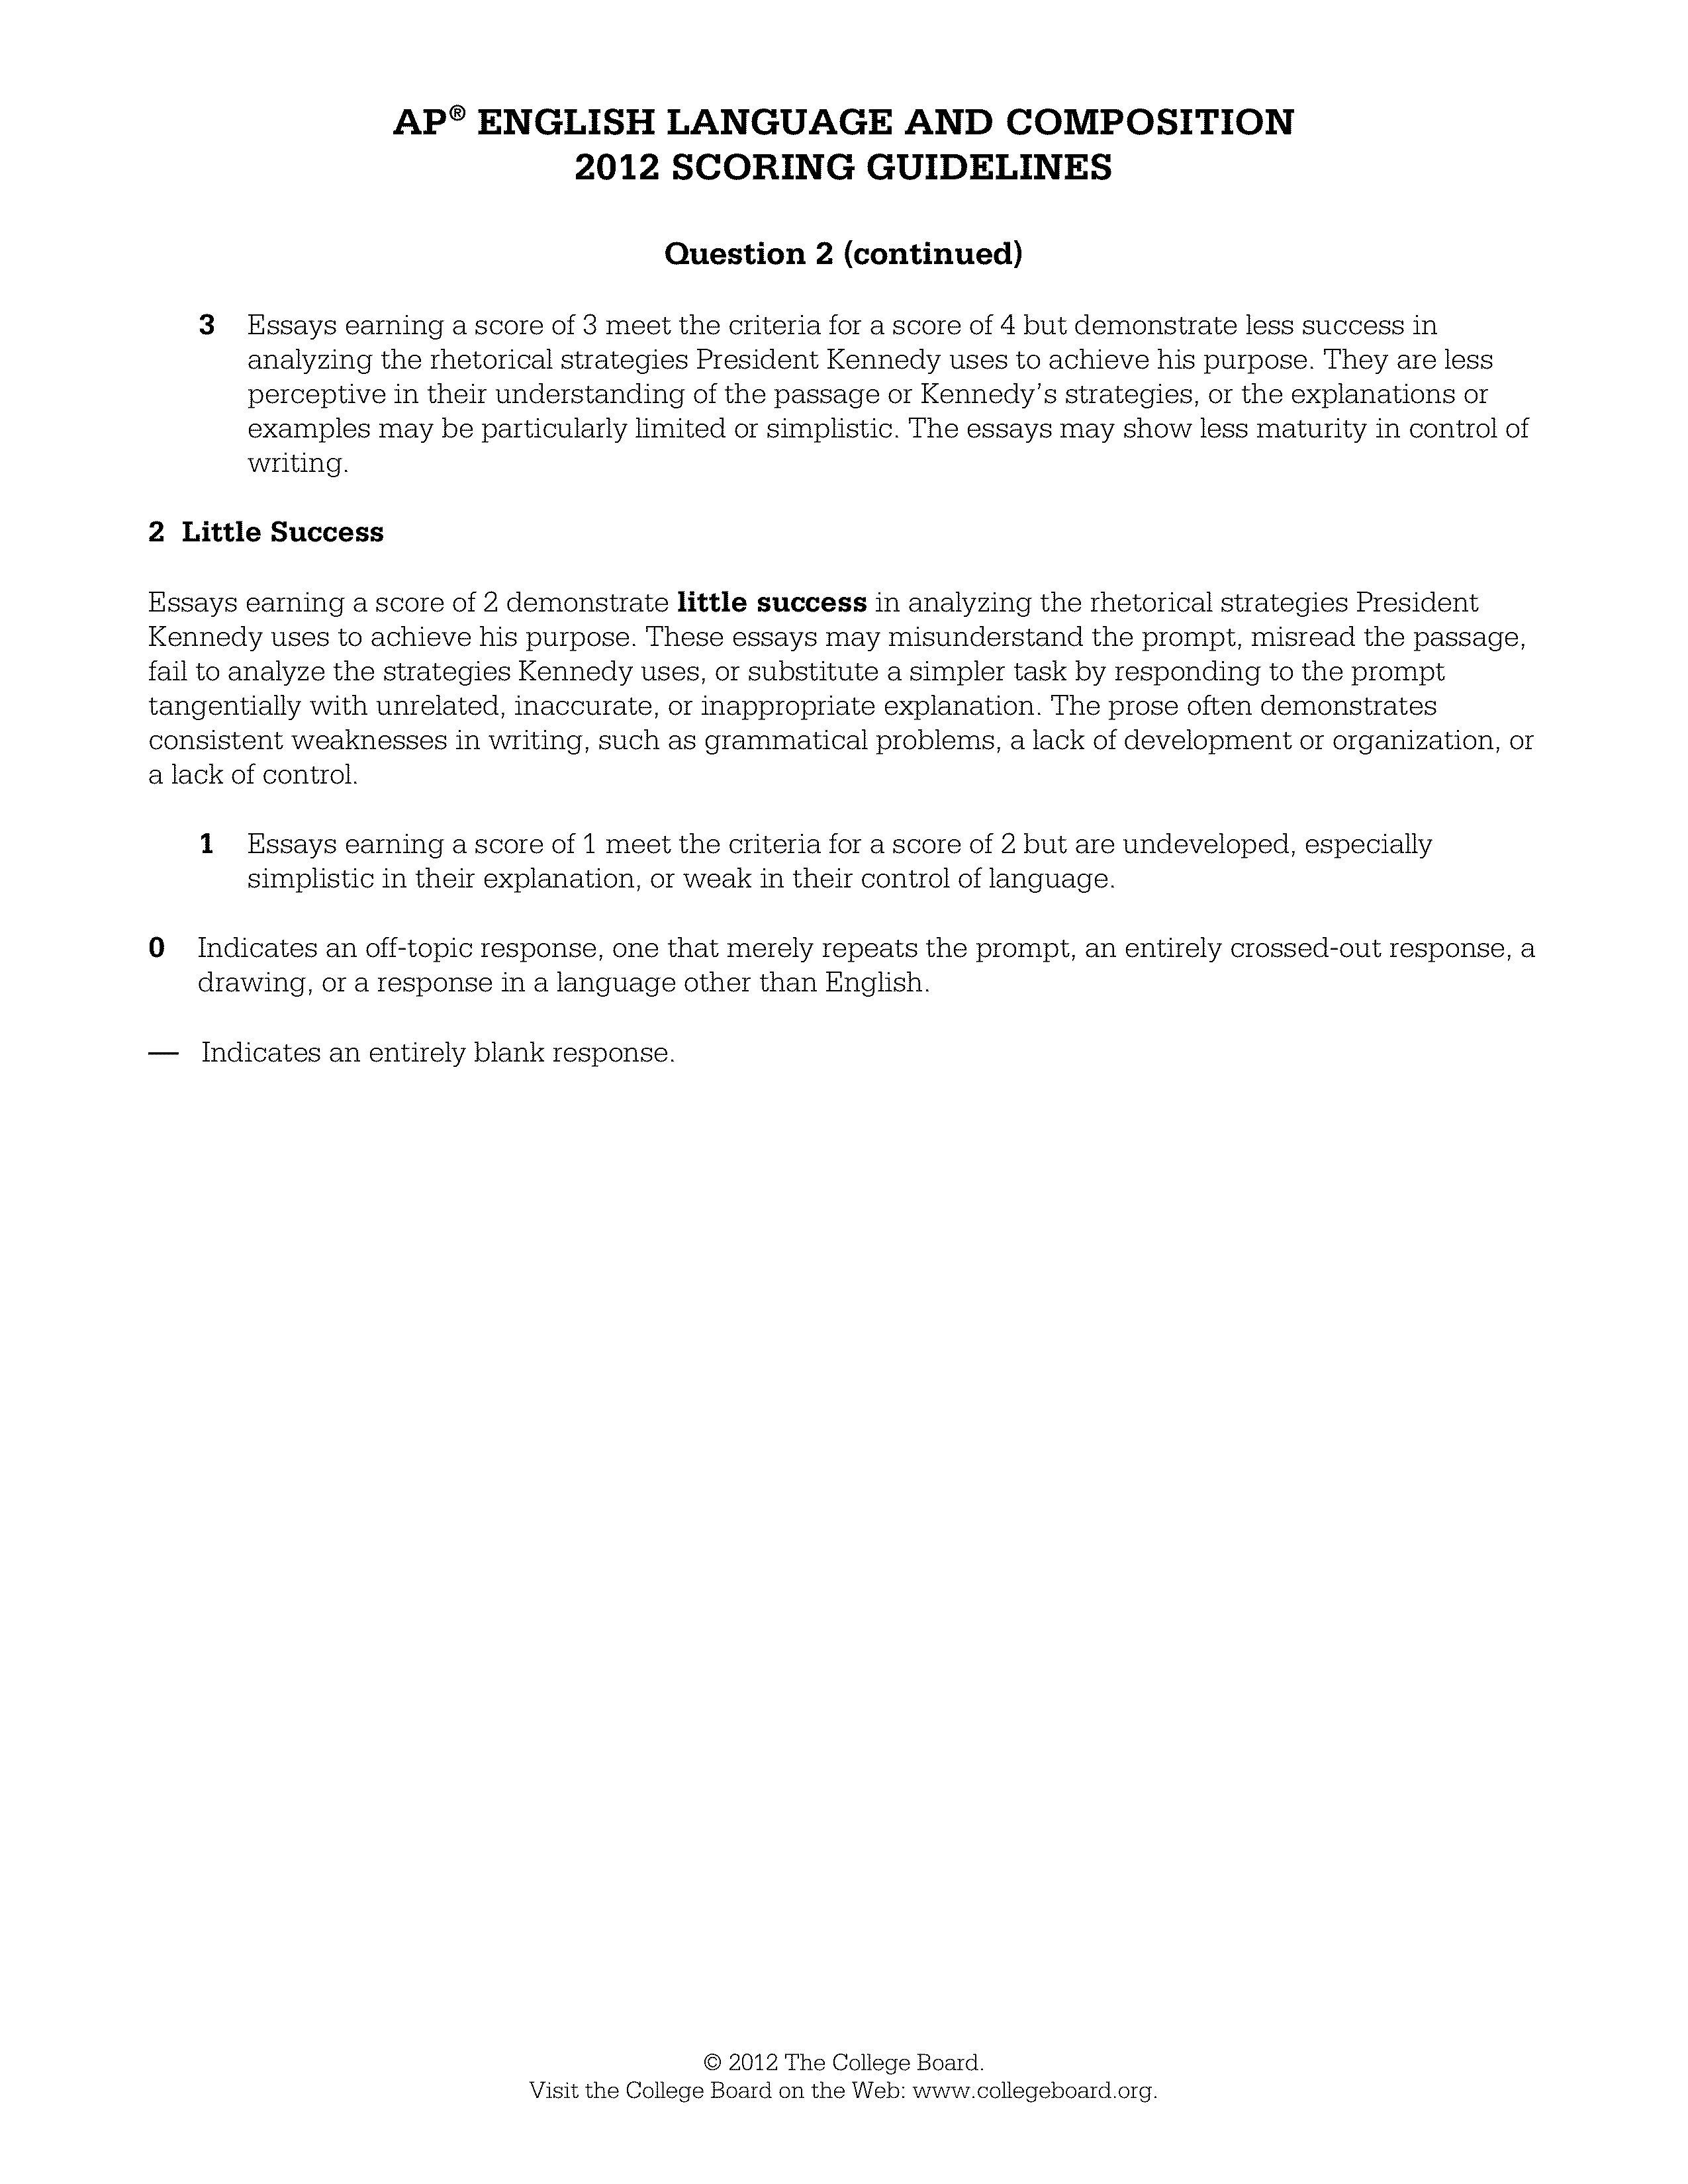 AP® ENGLISH LANGUAGE AND COMPOSITION
2012 SCORING GUIDELINES
Question 2 (continued)
3 Essays earning a score of 3 meet the criteria for a score of 4 but demonstrate less success in
analyzing the rhetorical strategies President Kennedy uses to achieve his purpose. They are less
perceptive in their understanding of the passage or Kennedy’s strategies, or the explanations or
examples may be particularly limited or simplistic. The essays may show less maturity in control of
writing.
2 Little Success
Essays earning a score of 2 demonstrate little success in analyzing the rhetorical strategies President
Kennedy uses to achieve his purpose. These essays may misunderstand the prompt, misread the passage,
fail to analyze the strategies Kennedy uses, or substitute a simpler task by responding to the prompt
tangentially with unrelated, inaccurate, or inappropriate explanation. The prose often demonstrates
consistent weaknesses in writing, such as grammatical problems, a lack of development or organization, or
a lack of control.
1 Essays earning a score of 1 meet the criteria for a score of 2 but are undeveloped, especially
simplistic in their explanation, or weak in their control of language.
0 Indicates an off-topic response, one that merely repeats the prompt, an entirely crossed-out response, a
drawing, or a response in a language other than English.
— Indicates an entirely blank response.
© 2012 The College Board.
Visit the College Board on the Web: www.collegeboard.org.